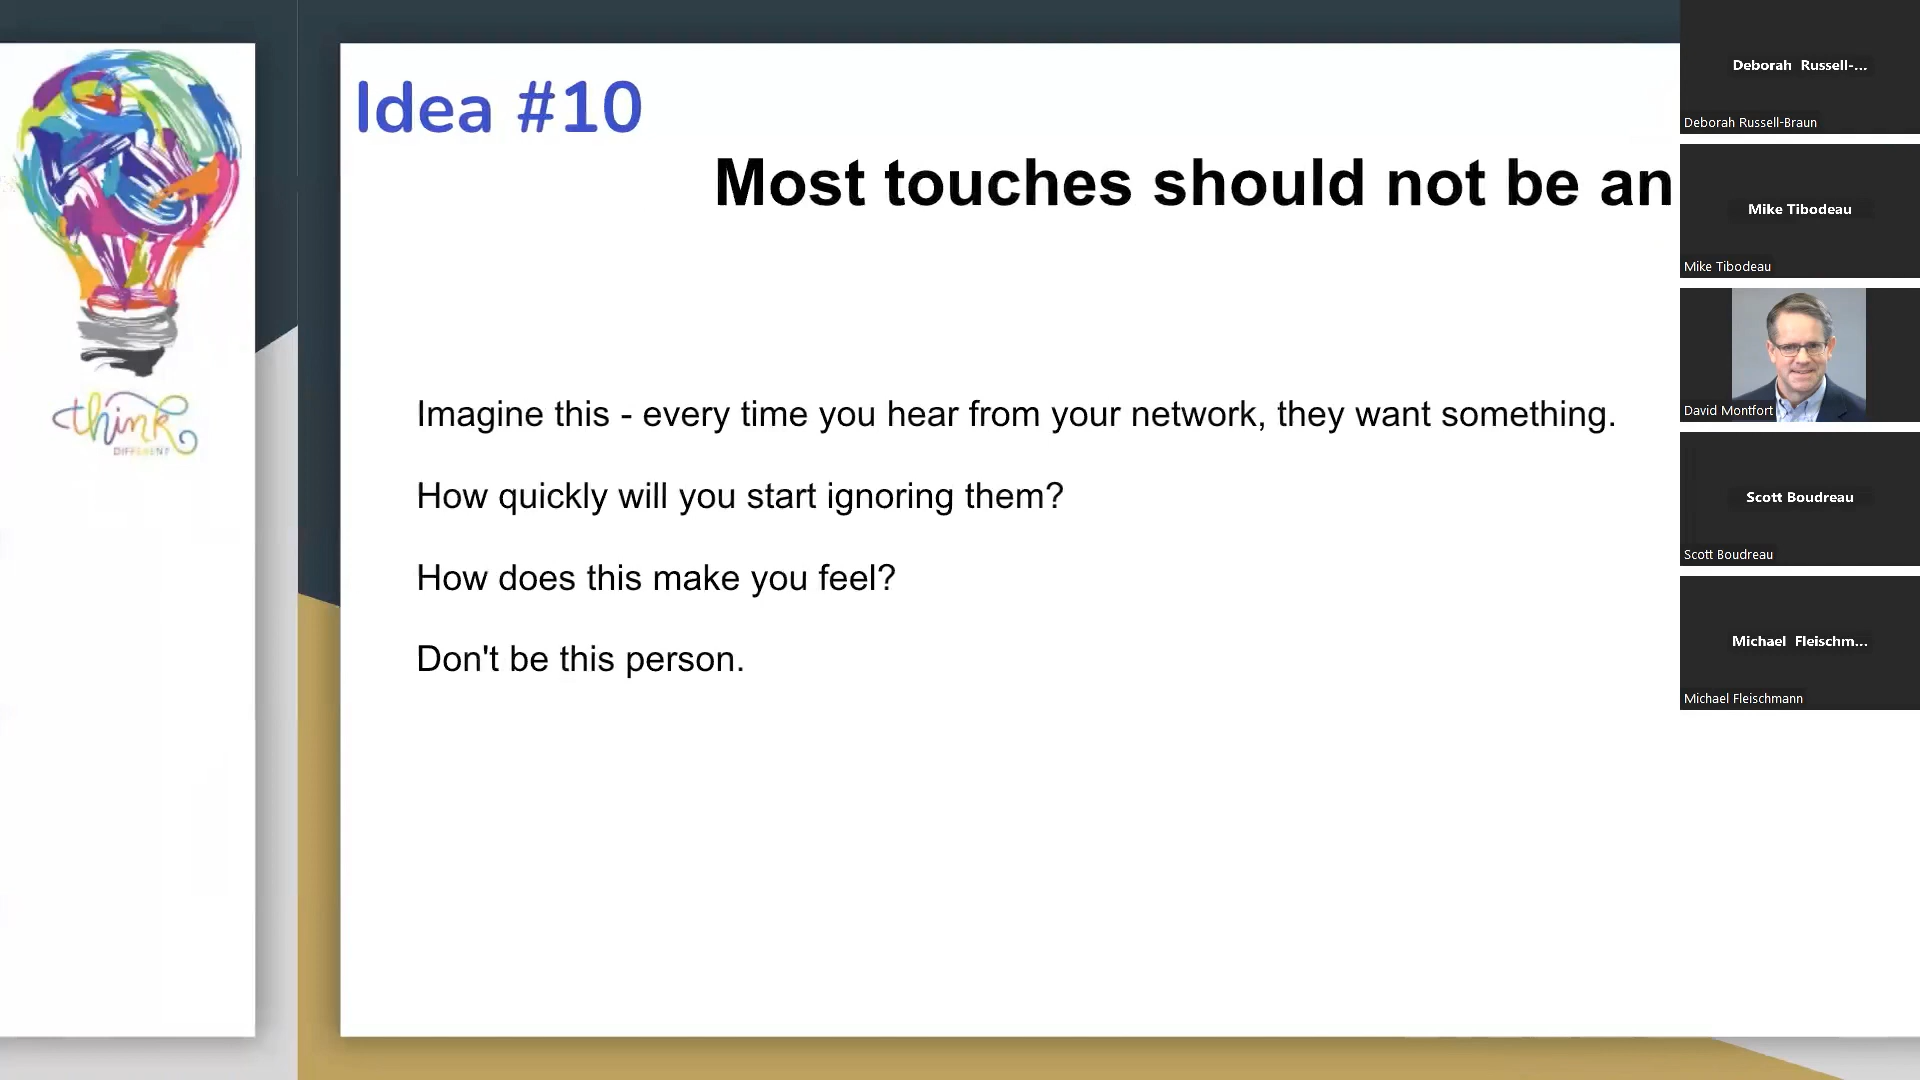 think
DIFFERENT
Idea #10
Most touches should not be an
Imagine this - every time you hear from your network, they want something.
How quickly will you start ignoring them?
How does this make you feel?
Don't be this person.
Deborah Russell-...
Deborah Russell-Braun
Mike Tibodeau
Mike Tibodeau
David Montfort
Scott Boudreau
Scott Boudreau
Michael Fleischm...
Michael Fleischmann